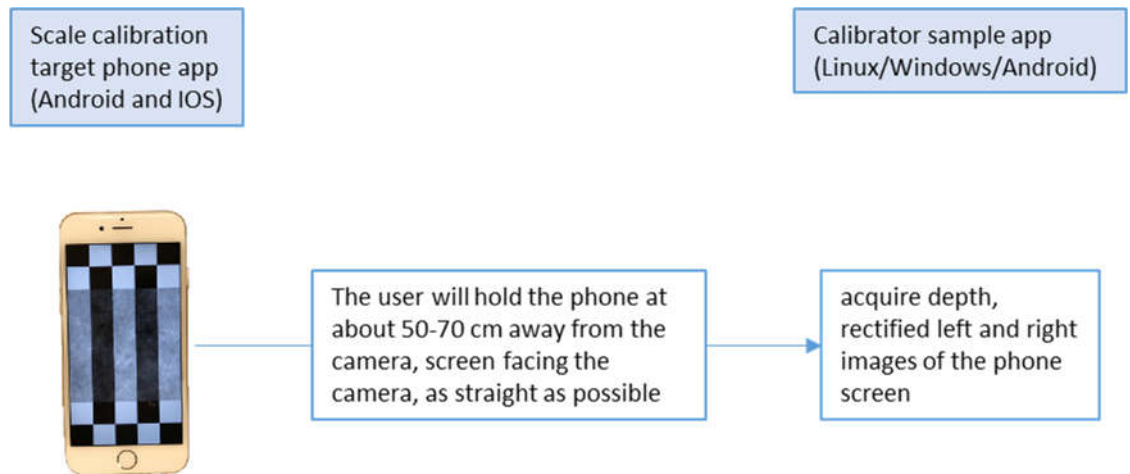 Scale calibration
target phone app
(Android and IOS)
Calibrator sample app
(Linux/Windows/Android)
The user will hold the phone at
about 50-70 cm away from the
camera, screen facing the
camera, as straight as possible
acquire depth,
rectified left and right
images of the phone
screen